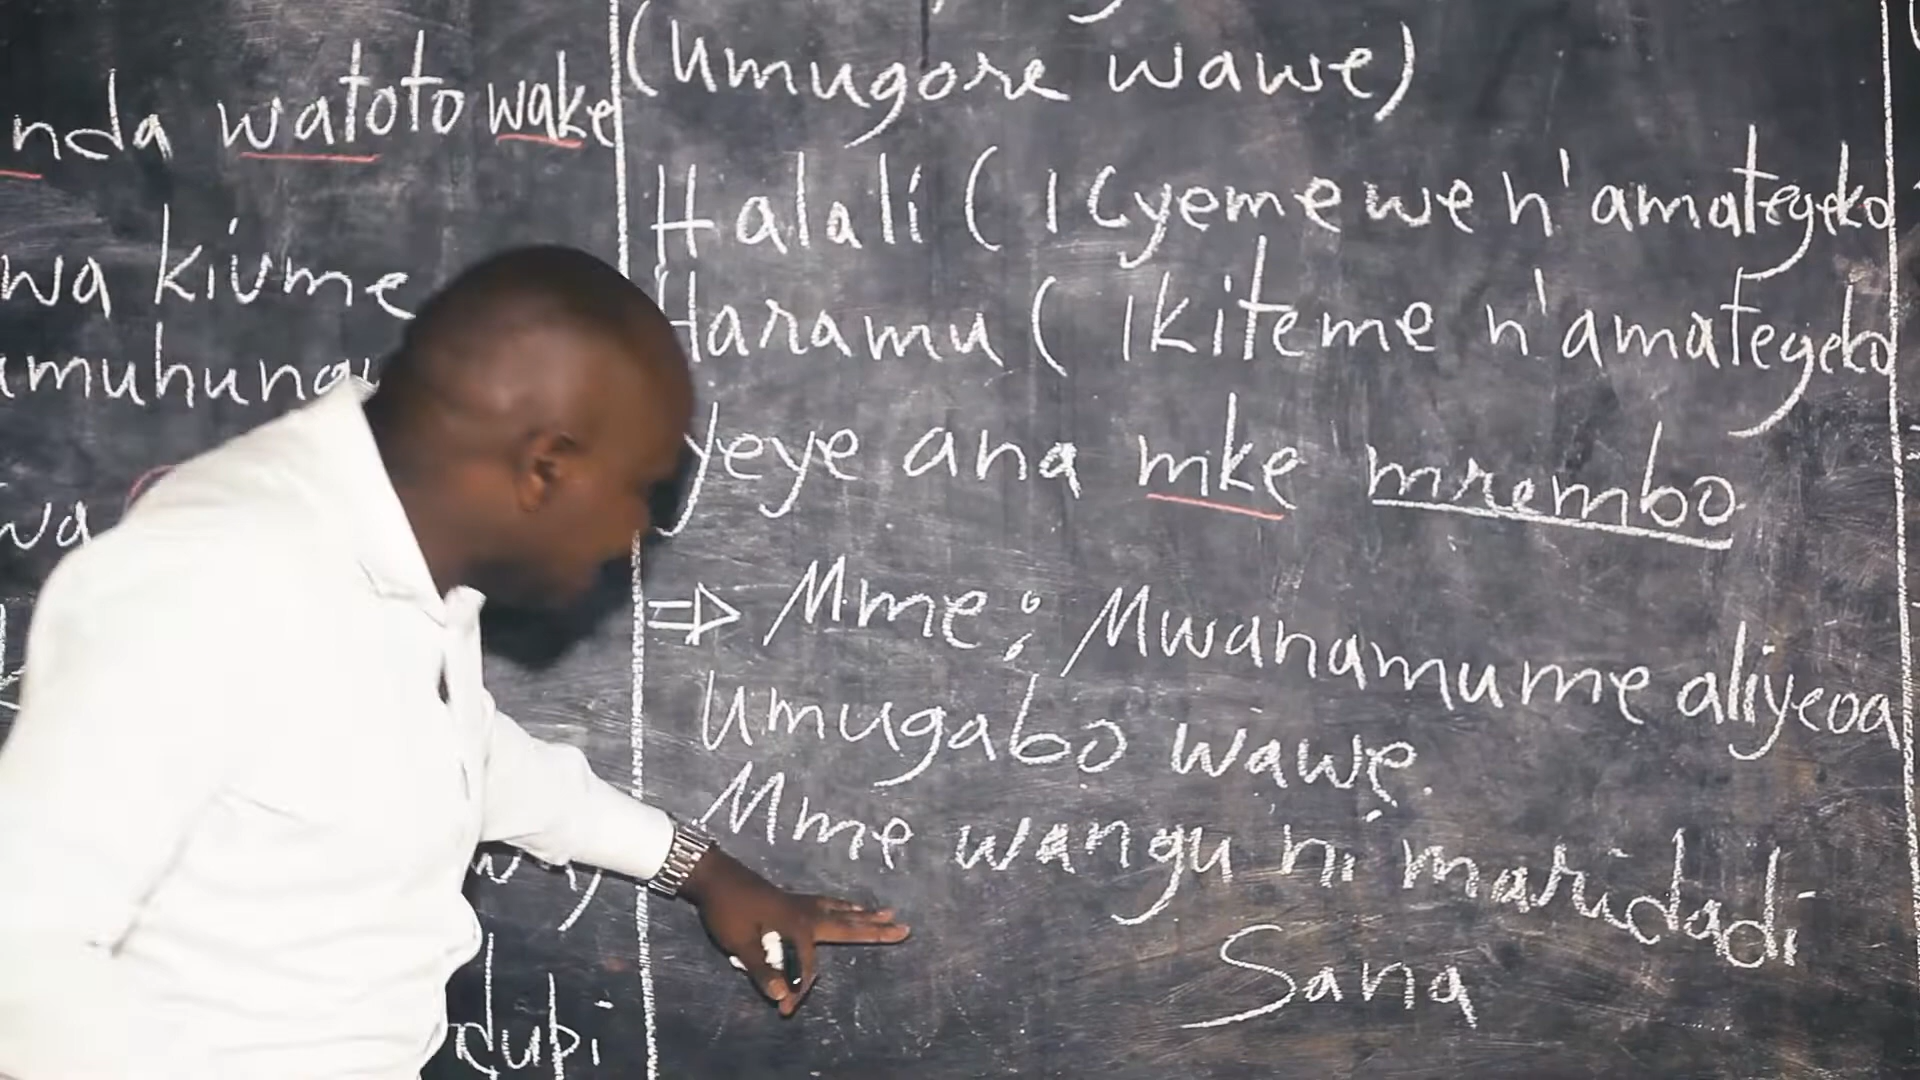 nda watoto wake
wa kiume
wa
(Umugore wawe)
Halali ( icyemewe n'amategeko
Haramu ( ikiteme n'amategeko
yeye ana mke mrembo
⇒ Mme; Mwanamume aliyeoa
Umugabo wawe.
Mme wangu ni maridadi
Sana